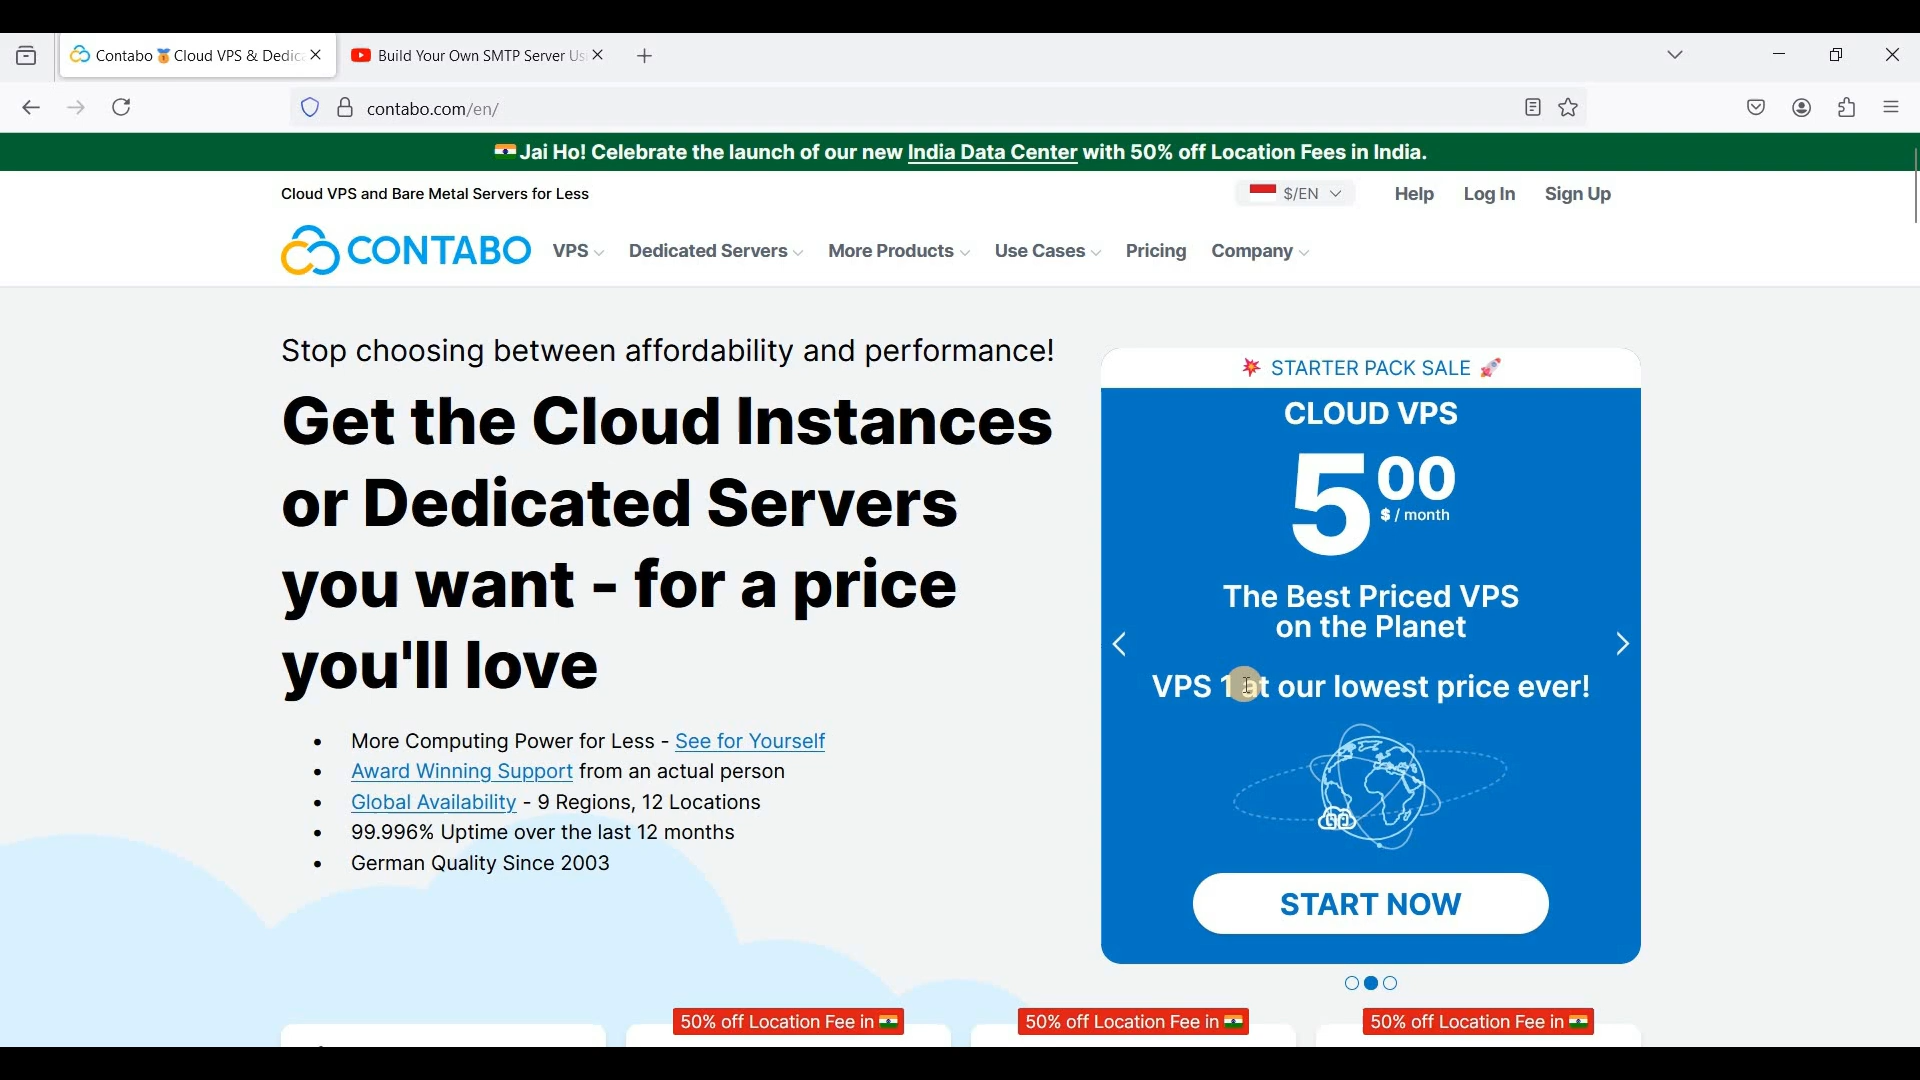 Contabo🥇Cloud VPS & Dedic
Build Your Own SMTP Server Us
contabo.com/en/
Jai Ho! Celebrate the launch of our new India Data Center with 50% off Location Fees in India.
Cloud VPS and Bare Metal Servers for Less
$/EN
Help
Log In
Sign Up
CONTABO
VPS
Dedicated Servers
More Products
Use Cases
Pricing
Company
Stop choosing between affordability and performance!
Get the Cloud Instances
or Dedicated Servers
you want - for a price
you'll love
• More Computing Power for Less - See for Yourself
• Award Winning Support from an actual person
• Global Availability - 9 Regions, 12 Locations
• 99.996% Uptime over the last 12 months
• German Quality Since 2003
💥 STARTER PACK SALE 🚀
CLOUD VPS
5 00
$ / month
The Best Priced VPS
on the Planet
VPS 1 at our lowest price ever!
START NOW
50% off Location Fee in 🇮🇳
50% off Location Fee in 🇮🇳
50% off Location Fee in 🇮🇳